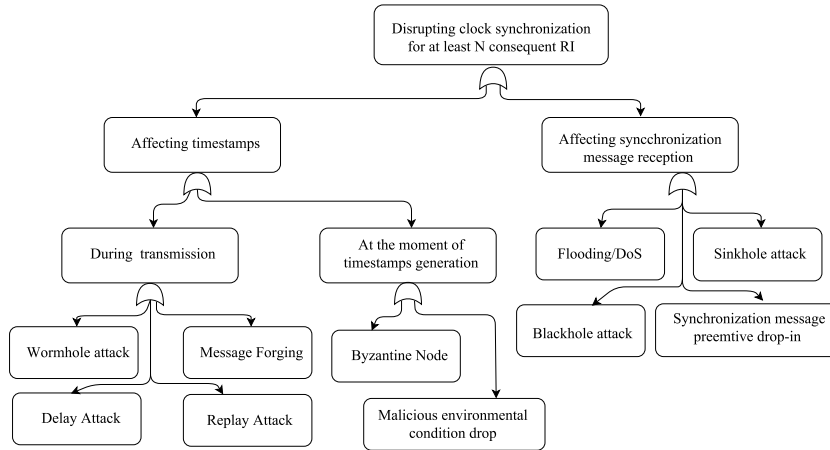 Disrupting clock synchronization
for at least N consequent RI
Affecting timestamps
Affecting syncchronization
message reception
During transmission
At the moment of
timestamps generation
Flooding/DoS
Sinkhole attack
Wormhole attack
Message Forging
Byzantine Node
Blackhole attack
Synchronization message
preemtive drop-in
Delay Attack
Replay Attack
Malicious environmental
condition drop